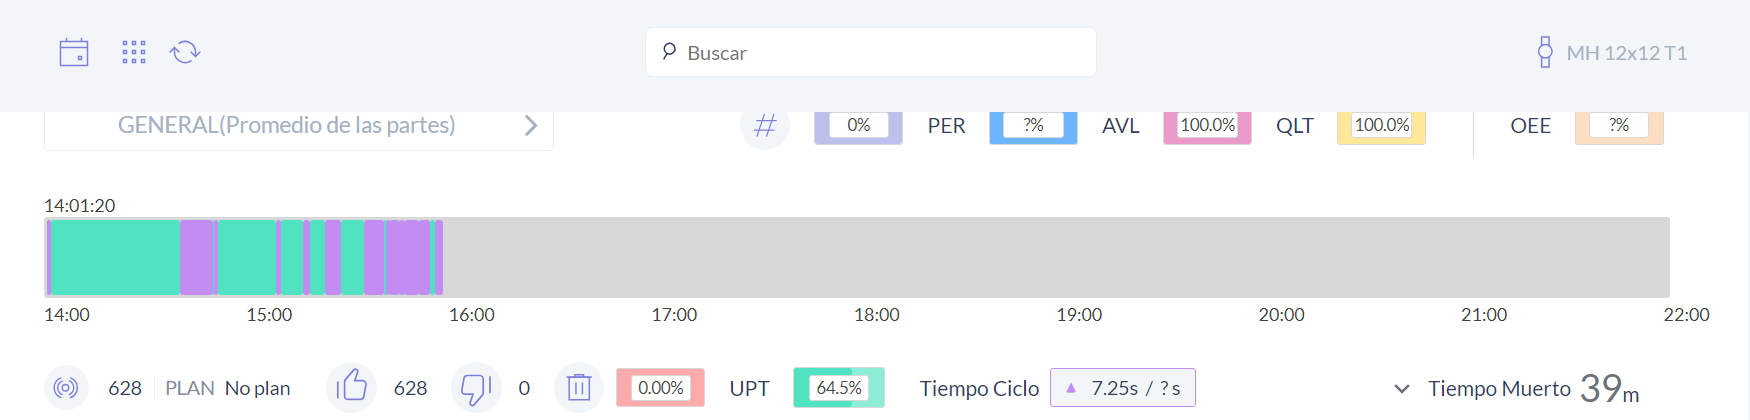 Buscar
MH 12x12 T1
GENERAL(Promedio de las partes)
# 0% PER ?% AVL 100.0% QLT 100.0% OEE ?%
14:01:20
14:00 15:00 16:00 17:00 18:00 19:00 20:00 21:00 22:00
628 PLAN No plan 628 0 0.00% UPT 64.5% Tiempo Ciclo 7.25s / ? s Tiempo Muerto 39m